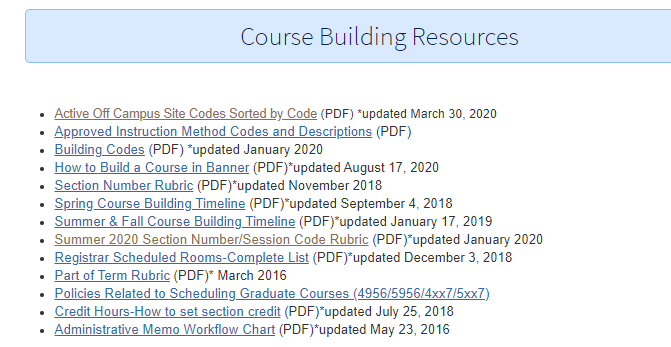 Course Building Resources
Active Off Campus Site Codes Sorted by Code (PDF) *updated March 30, 2020
Approved Instruction Method Codes and Descriptions (PDF)
Building Codes (PDF) *updated January 2020
How to Build a Course in Banner (PDF)*updated August 17, 2020
Section Number Rubric (PDF)*updated November 2018
Spring Course Building Timeline (PDF)*updated September 4, 2018
Summer & Fall Course Building Timeline (PDF)*updated January 17, 2019
Summer 2020 Section Number/Session Code Rubric (PDF)*updated January 2020
Registrar Scheduled Rooms-Complete List (PDF)*updated December 3, 2018
Part of Term Rubric (PDF)* March 2016
Policies Related to Scheduling Graduate Courses (4956/5956/4xx7/5xx7)
Credit Hours-How to set section credit (PDF)*updated July 25, 2018
Administrative Memo Workflow Chart (PDF)*updated May 23, 2016